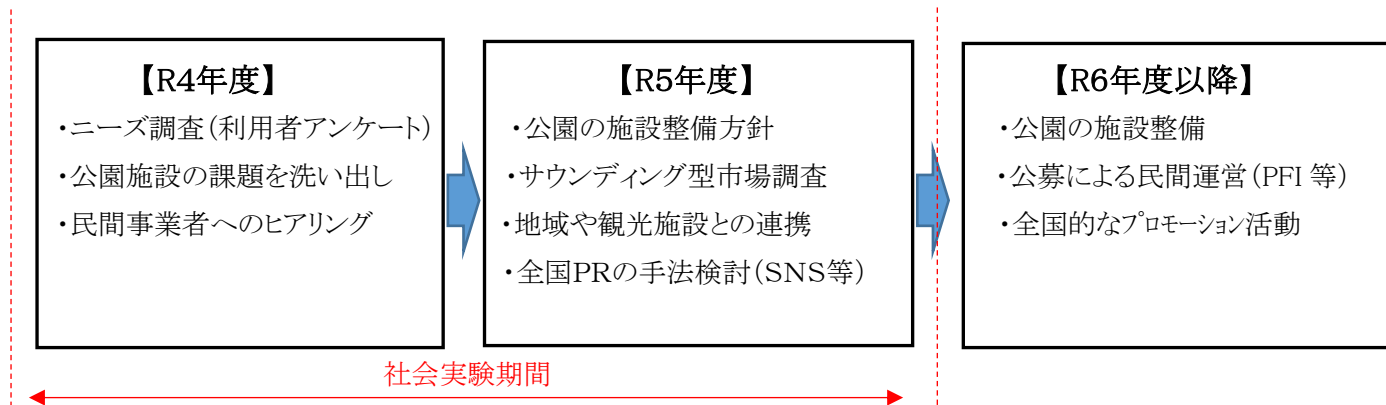 【R4年度】
・ニーズ調査(利用者アンケート)
・公園施設の課題を洗い出し
・民間事業者へのヒアリング
【R5年度】
・公園の施設整備方針
・サウンディング型市場調査
・地域や観光施設との連携
・全国PRの手法検討(SNS等)
【R6年度以降】
・公園の施設整備
・公募による民間運営(PFI 等)
・全国的なプロモーション活動
社会実験期間